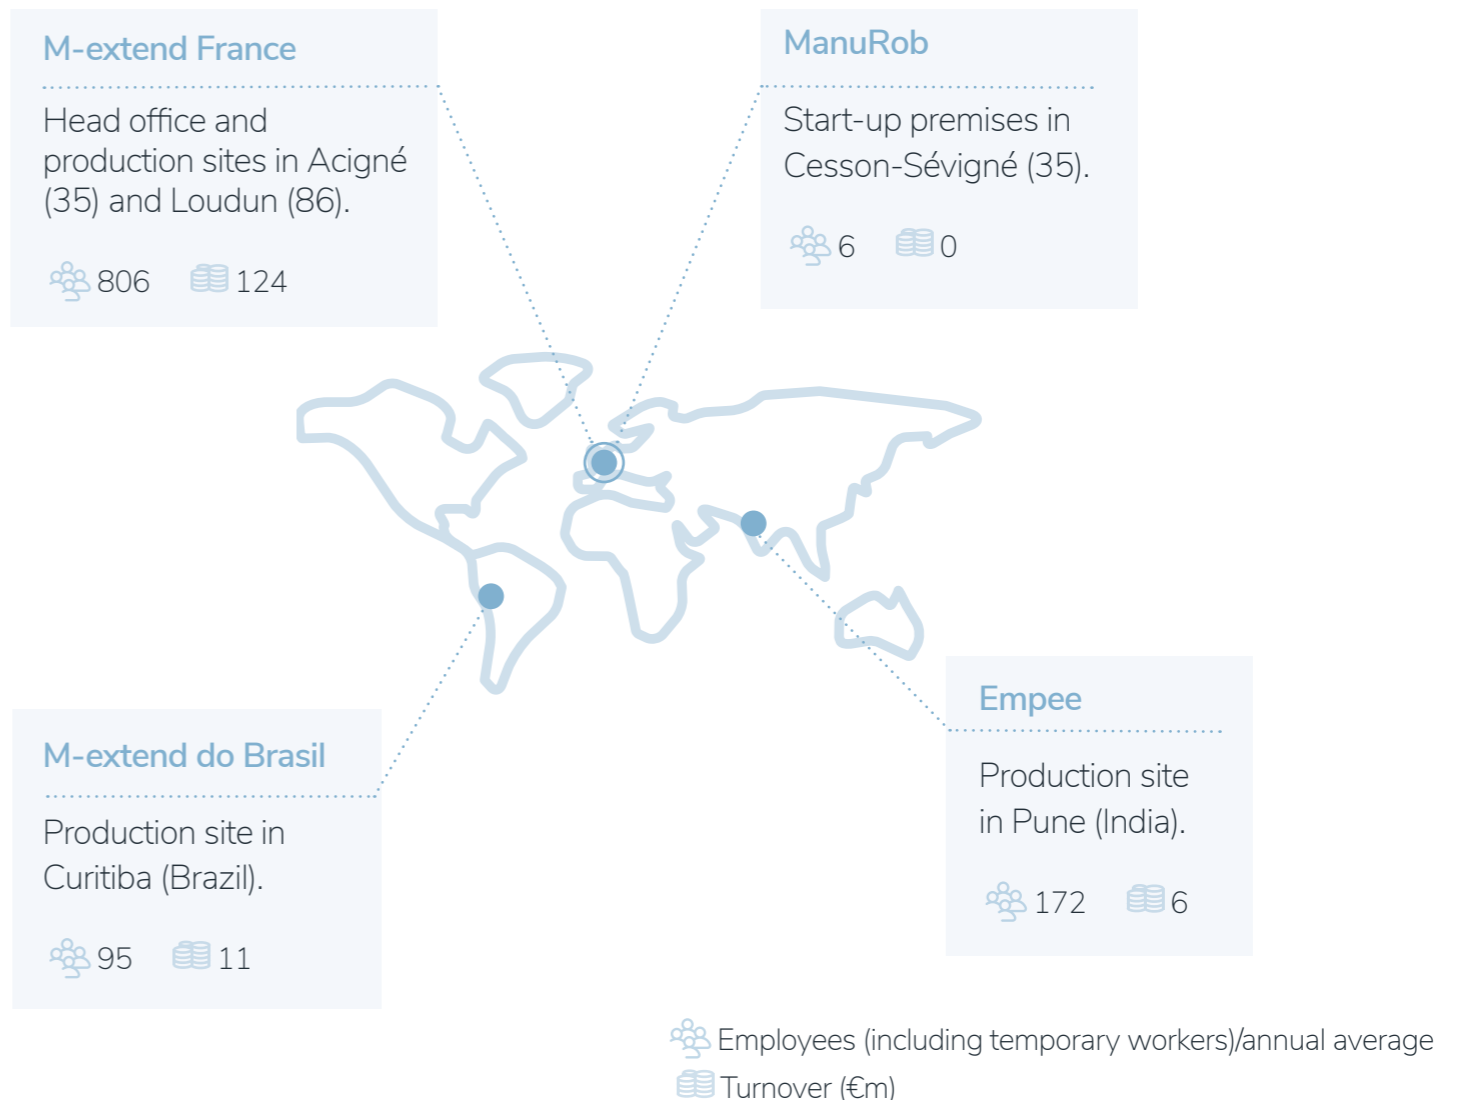 M-extend France
Head office and
production sites in Acigné
(35) and Loudun (86).
806 124
ManuRob
Start-up premises in
Cesson-Sévigné (35).
6 0
M-extend do Brasil
Production site in
Curitiba (Brazil).
95 11
Empee
Production site
in Pune (India).
172 6
Employees (including temporary workers)/annual average
Turnover (€m)